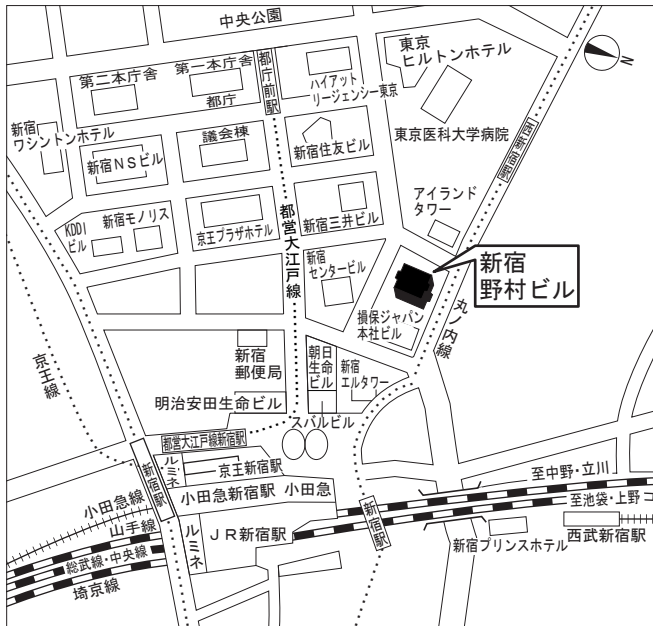 中央公園
東京
ヒルトンホテル
第二本庁舎
第一本庁舎
都庁
都庁前駅
ハイアット
リージェンシー東京
N
新宿
ワシントンホテル
新宿NSビル
議会棟
新宿住友ビル
東京医科大学病院
西新宿駅
アイランド
タワー
KDDI
ビル
新宿モノリス
京王プラザホテル
都営大江戸線
新宿三井ビル
新宿
センタービル
新宿
野村ビル
損保ジャパン
本社ビル
丸ノ内線
京王線
新宿
郵便局
朝日
生命
ビル
新宿
エルタワー
明治安田生命ビル
スバルビル
都営大江戸線新宿駅
新宿駅
ルミネ
京王新宿駅
小田急線
小田急新宿駅
小田急
新宿駅
至中野・立川
至池袋・上野
山手線
総武線・中央線
埼京線
ルミネ
JR新宿駅
新宿プリンスホテル
西武新宿駅